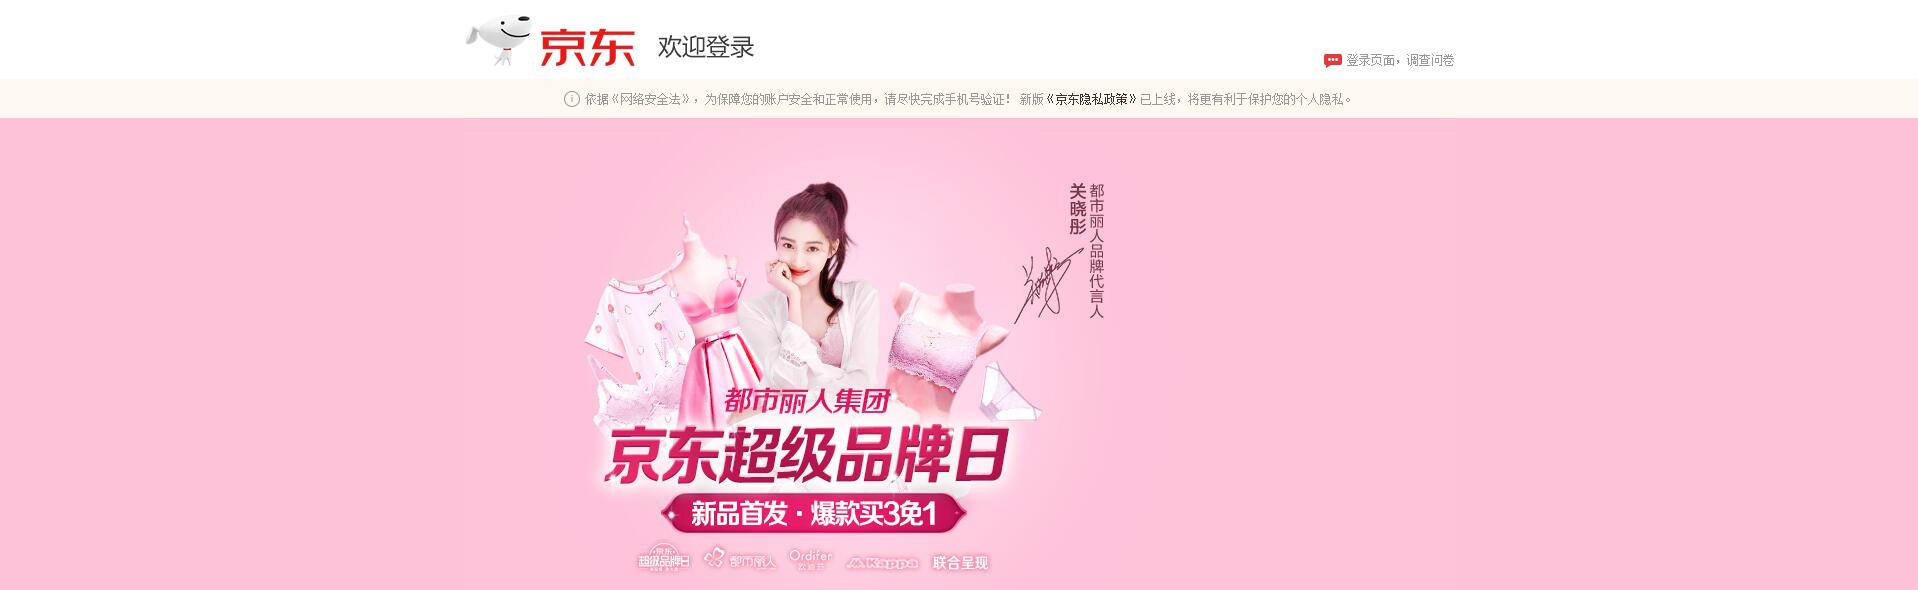 京东
欢迎登录
登录页面，调查问卷
依据《网络安全法》，为保障您的账户安全和正常使用，请尽快完成手机号验证！ 新版《京东隐私政策》已上线，将更有利于保护您的个人隐私。
都市丽人品牌代言人
关晓彤
都市丽人集团
京东超级品牌日
新品首发·爆款买3免1
京东
超级品牌日
都市丽人
Ordifen
欧迪芬
Kappa
联合呈现